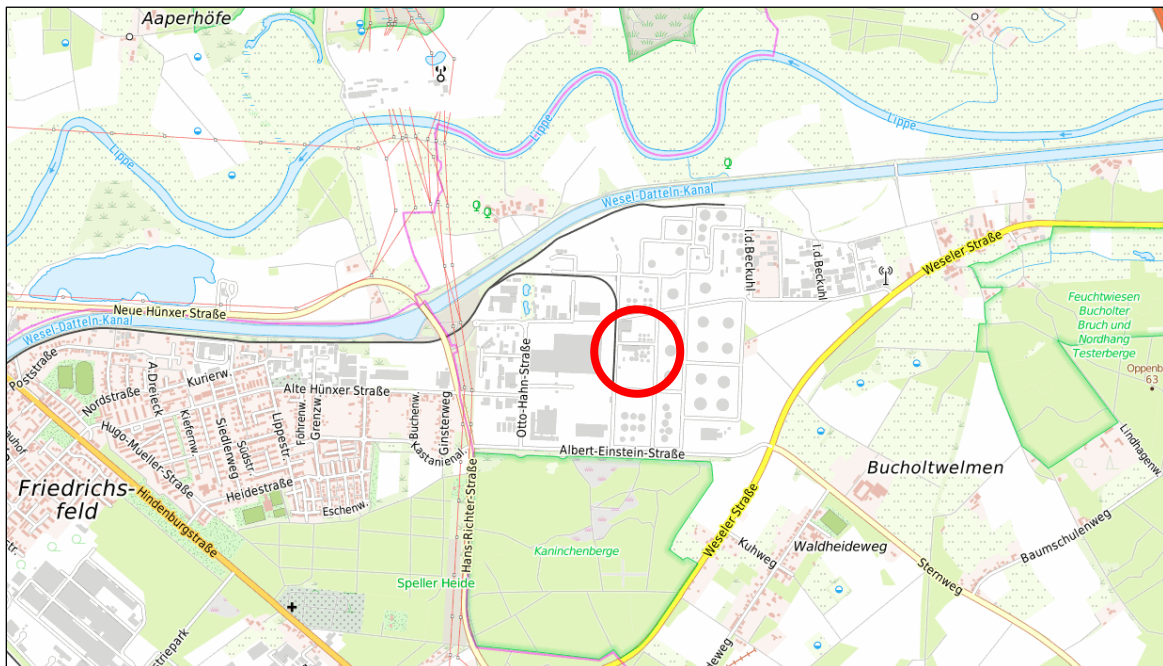 Aaperhöfe
Lippe
Lippe
Lippe
Wesel-Datteln-Kanal
Weseler Straße
I.d.Beckuhl
I.d.Beckuhl
Neue Hünxer Straße
Wesel-Datteln-Kanal
Feuchtwiesen
Bucholter
Bruch und
Nordhang
Testerberge
Poststraße
A.Dreieck
Kurierw.
Nordstraße
Alte Hünxer Straße
Otto-Hahn-Straße
63
Kiefernw.
Siedlerweg
Lippestr.
Föhrenw.
Grenzw.
Buchenw.
Ginsterweg
Hugo-Mueller-Straße
Südstr.
Kastanienal.
Albert-Einstein-Straße
Lindhagenw.
Heidestraße
Eschenw.
Friedrichs-
feld
Hindenburgstraße
Hans-Richter-Straße
Bucholtwelmen
Weseler Straße
Kaninchenberge
Kuhweg
Waldheideweg
Baumschulenweg
Sternweg
Speller Heide